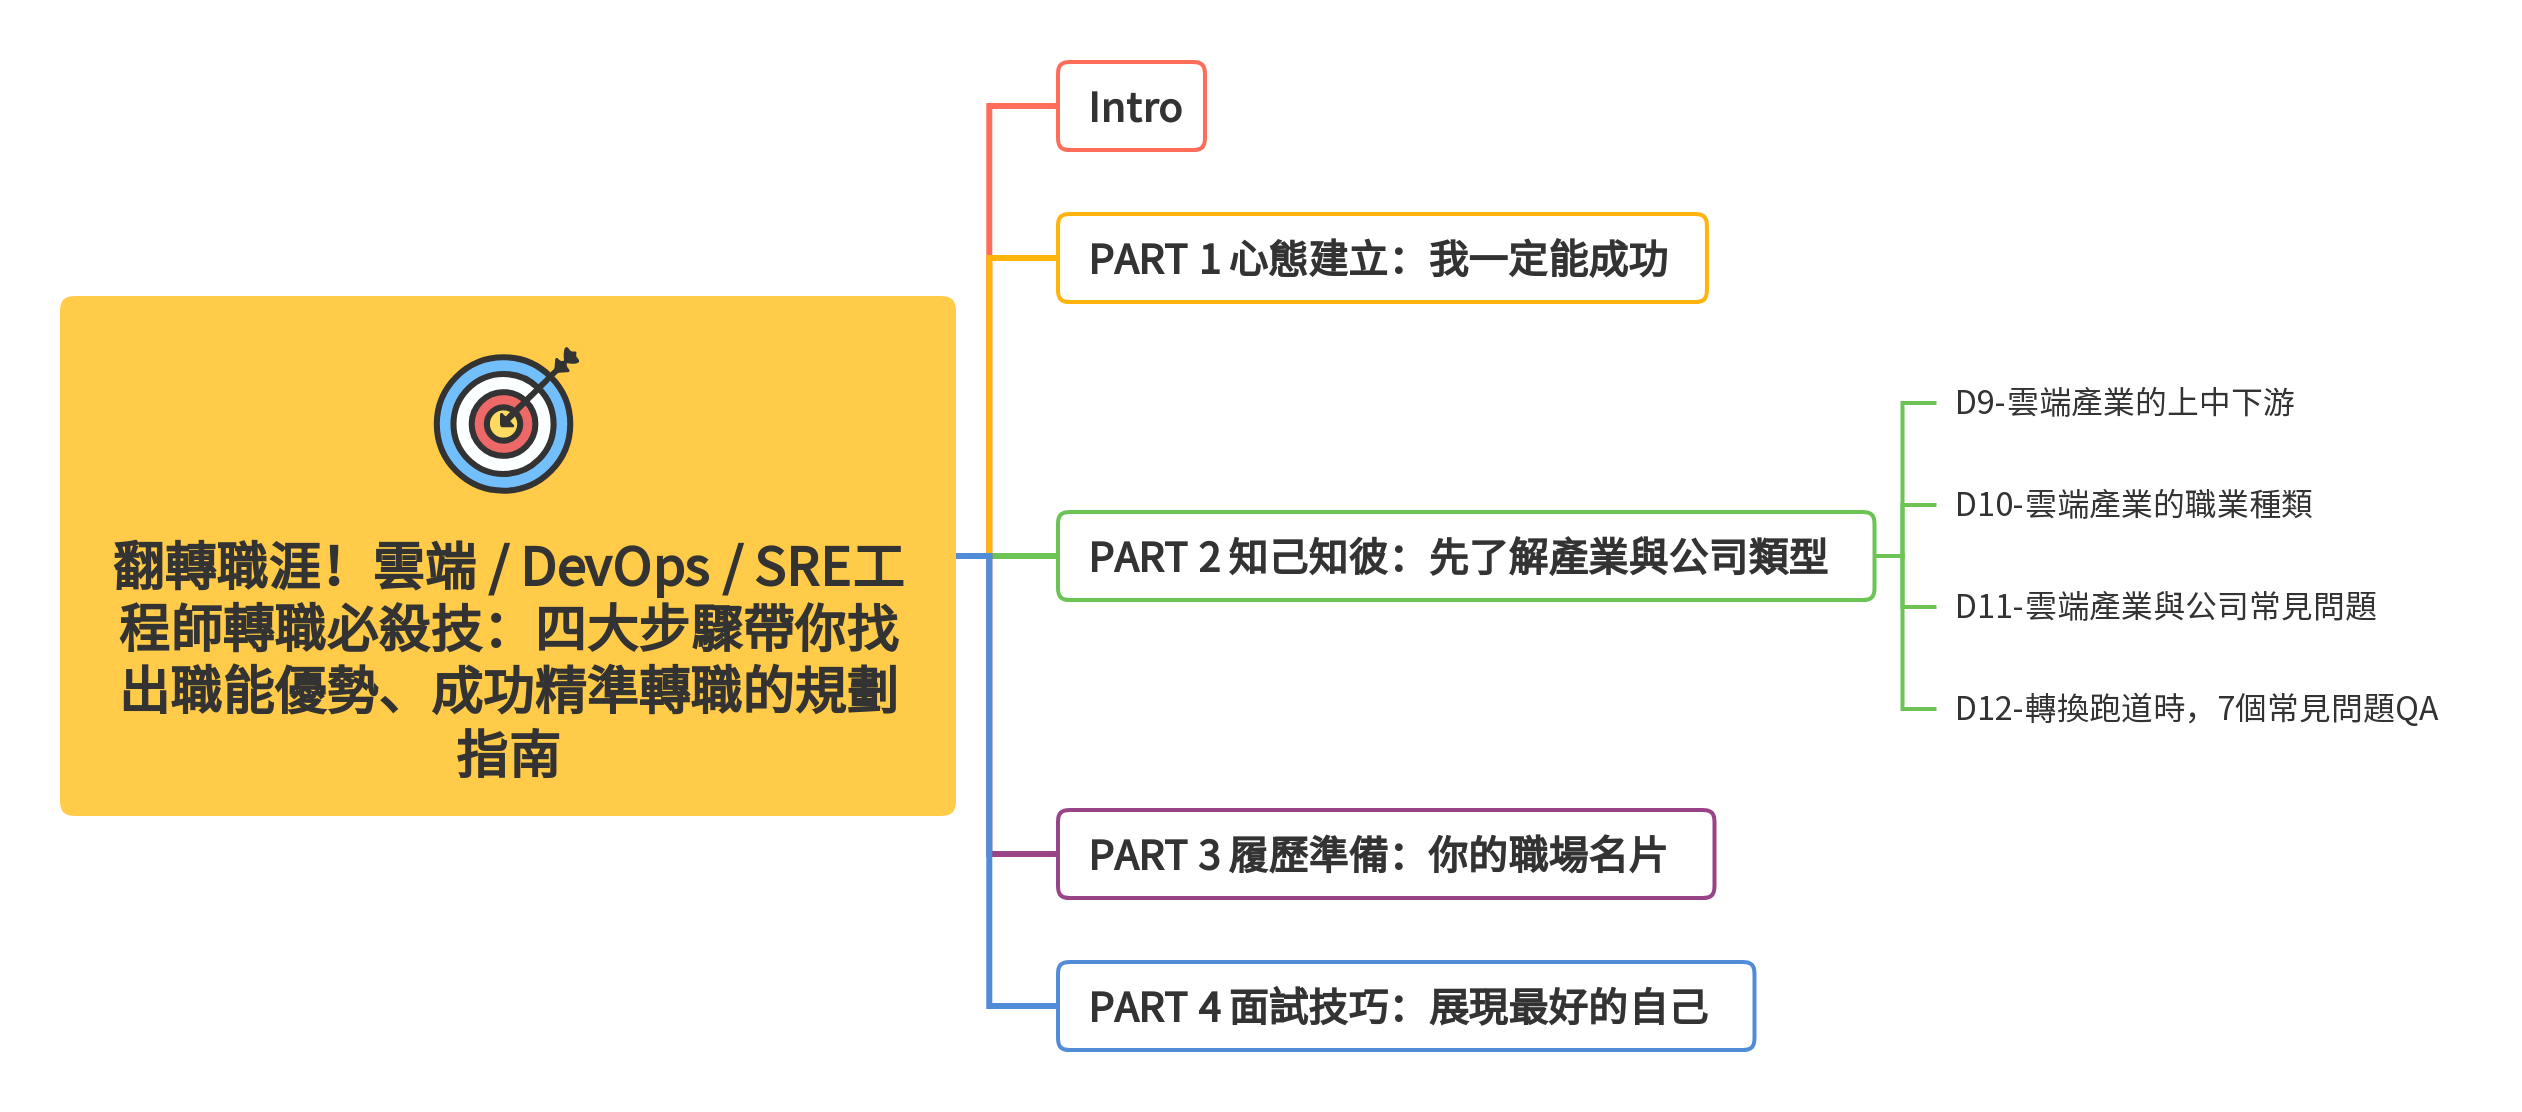 翻轉職涯！雲端 / DevOps / SRE工
程師轉職必殺技：四大步驟帶你找
出職能優勢、成功精準轉職的規劃
指南
Intro
PART 1 心態建立：我一定能成功
PART 2 知己知彼：先了解產業與公司類型
D9-雲端產業的上中下游
D10-雲端產業的職業種類
D11-雲端產業與公司常見問題
D12-轉換跑道時，7個常見問題QA
PART 3 履歷準備：你的職場名片
PART 4 面試技巧：展現最好的自己